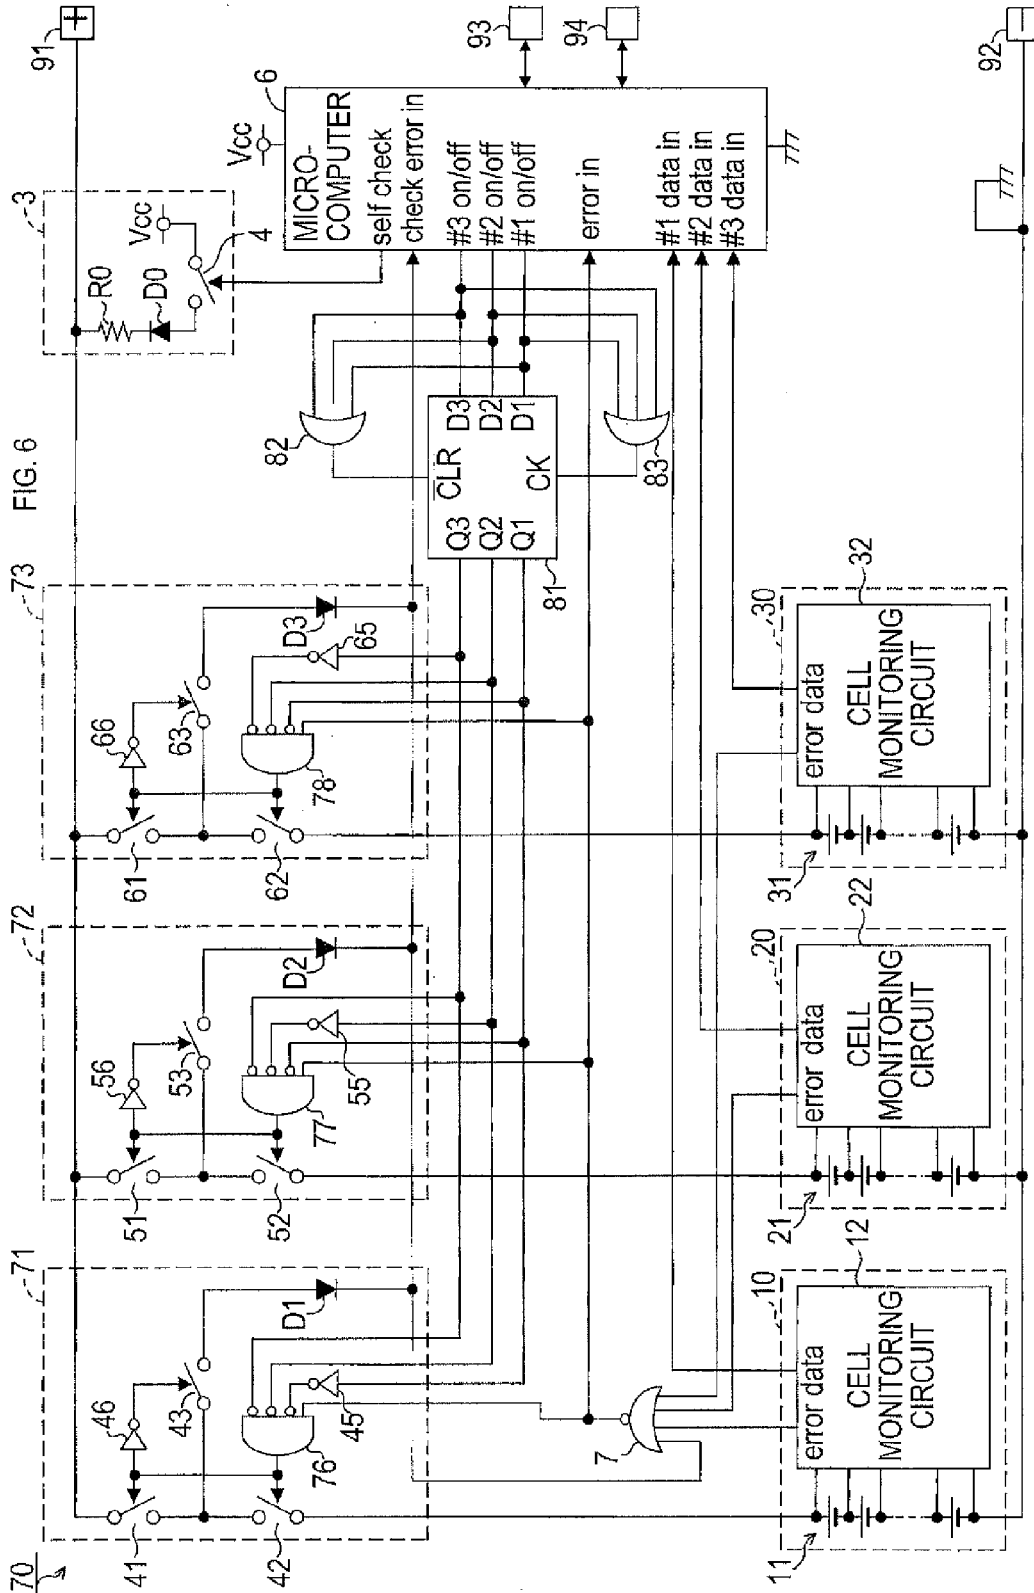 FIG. 6
70
71
72
73
3
91
41
46
43
D1
42
76
45
51
56
53
D2
52
77
55
61
66
63
D3
62
78
65
R0
D0
Vcc
4
Vcc
6
MICRO-
COMPUTER
self check
check error in
#3 on/off
#2 on/off
#1 on/off
error in
#1 data in
#2 data in
#3 data in
93
94
82
CLR
Q3
Q2
Q1
D3
D2
D1
CK
81
83
7
10
11
12
error data
CELL
MONITORING
CIRCUIT
20
21
22
error data
CELL
MONITORING
CIRCUIT
30
31
32
error data
CELL
MONITORING
CIRCUIT
92